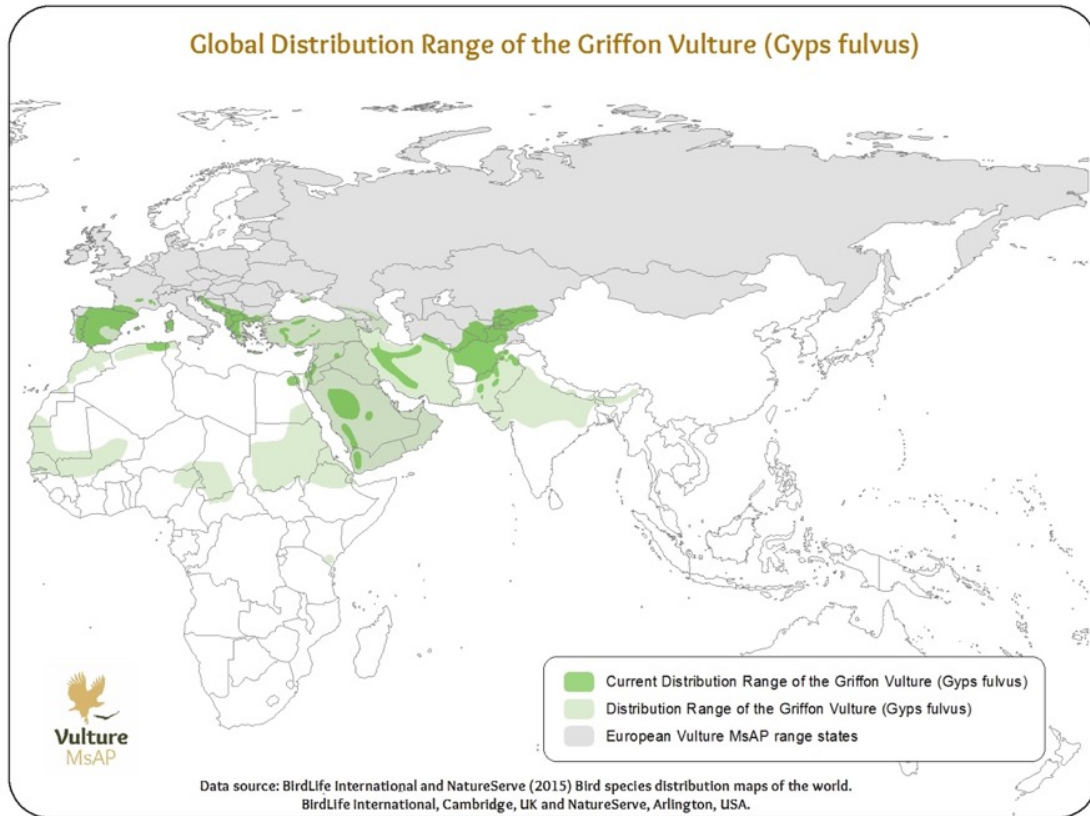 Global Distribution Range of the Griffon Vulture (Gyps fulvus)
Current Distribution Range of the Griffon Vulture (Gyps fulvus)
Distribution Range of the Griffon Vulture (Gyps fulvus)
European Vulture MsAP range states
Vulture
MsAP
Data source: BirdLife International and NatureServe (2015) Bird species distribution maps of the world.
BirdLife International, Cambridge, UK and NatureServe, Arlington, USA.